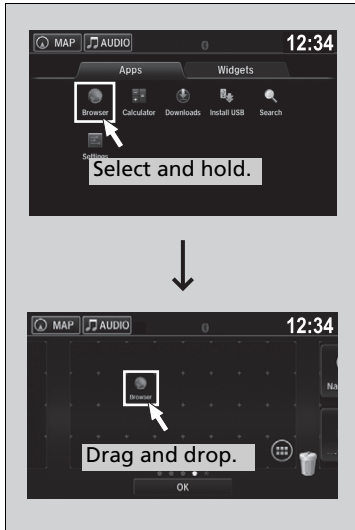 MAP AUDIO 12:34
Apps Widgets
Browser Calculator Downloads Install USB Search
Settings
Select and hold.
MAP AUDIO 12:34
Na
Browser
Drag and drop.
OK